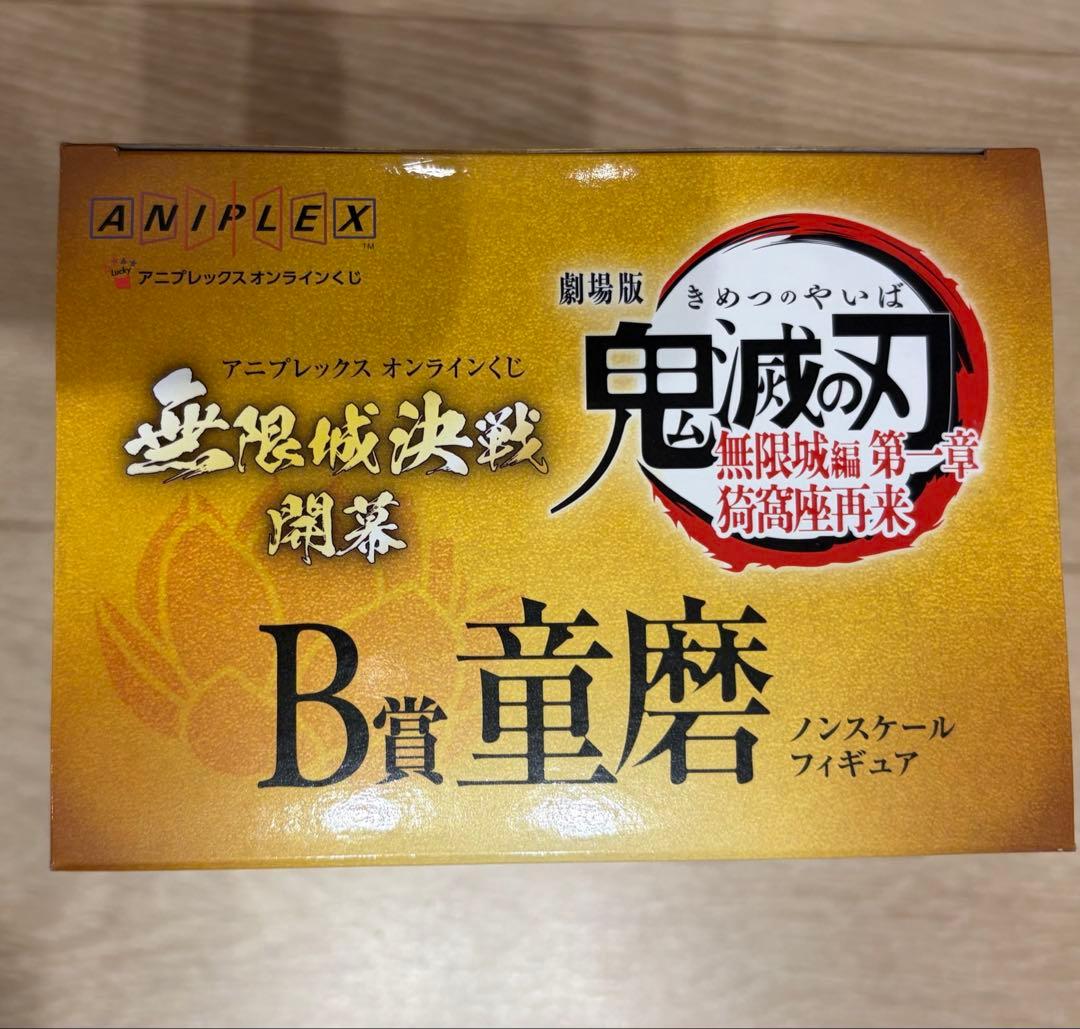 ANIPLEX
TM
Lucky
アニプレックス オンラインくじ
アニプレックス オンラインくじ
無限城決戦
開幕
劇場版
きめつのやいば
鬼滅の刃
無限城編 第一章
猗窩座再来
B賞 童磨
ノンスケール
フィギュア